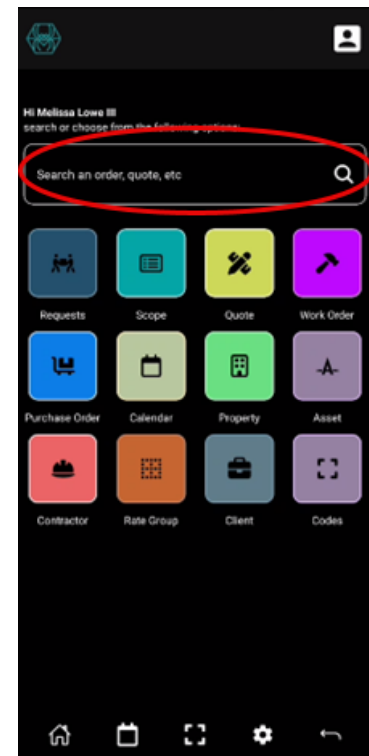 Hi Melissa Lowe III
search or choose from the following options:
Search an order, quote, etc
Requests Scope Quote Work Order
Purchase Order Calendar Property Asset
Contractor Rate Group Client Codes